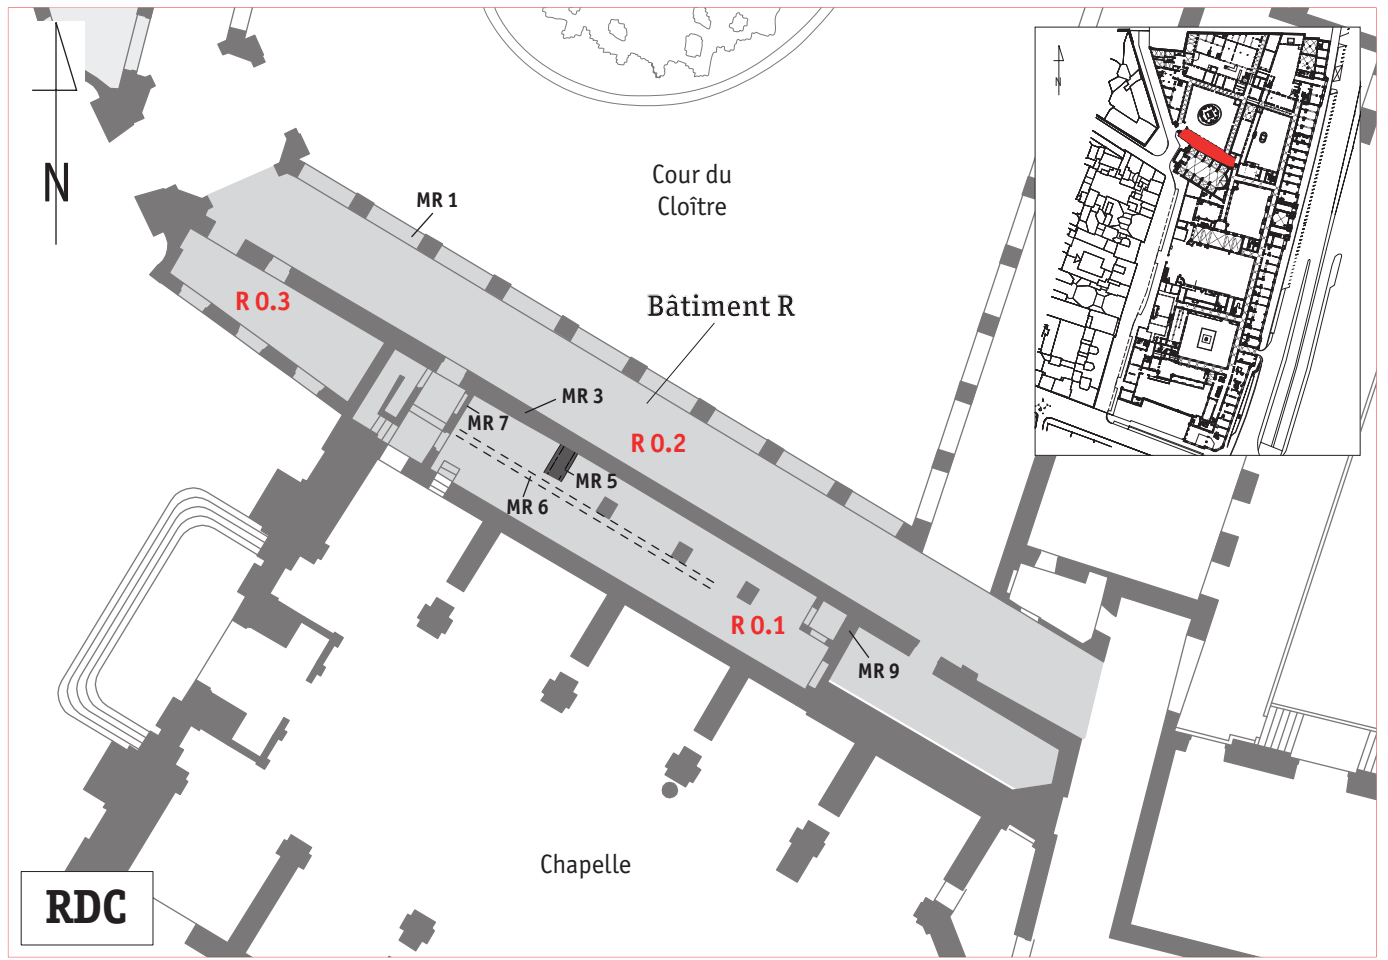 N
N
Cour du
Cloître
MR 1
Bâtiment R
R 0.3
MR 3
MR 7
R 0.2
MR 5
MR 6
R 0.1
MR 9
Chapelle
RDC